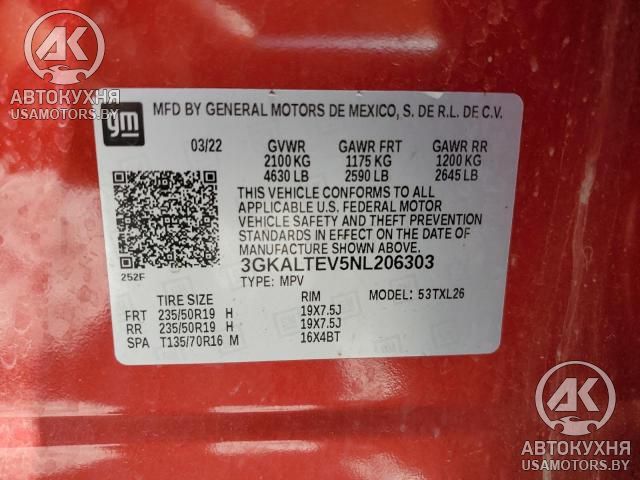 АВТОКУХНЯ
USAMOTORS.BY
gm
MFD BY GENERAL MOTORS DE MEXICO, S. DE R.L. DE C.V.
03/22 GVWR GAWR FRT GAWR RR
2100 KG 1175 KG 1200 KG
4630 LB 2590 LB 2645 LB
THIS VEHICLE CONFORMS TO ALL
APPLICABLE U.S. FEDERAL MOTOR
VEHICLE SAFETY AND THEFT PREVENTION
STANDARDS IN EFFECT ON THE DATE OF
MANUFACTURE SHOWN ABOVE.
252F 3GKALTEV5NL206303
TYPE: MPV
TIRE SIZE RIM MODEL: 53TXL26
FRT 235/50R19 H 19X7.5J
RR 235/50R19 H 19X7.5J
SPA T135/70R16 M 16X4BT
АВТОКУХНЯ
USAMOTORS.BY